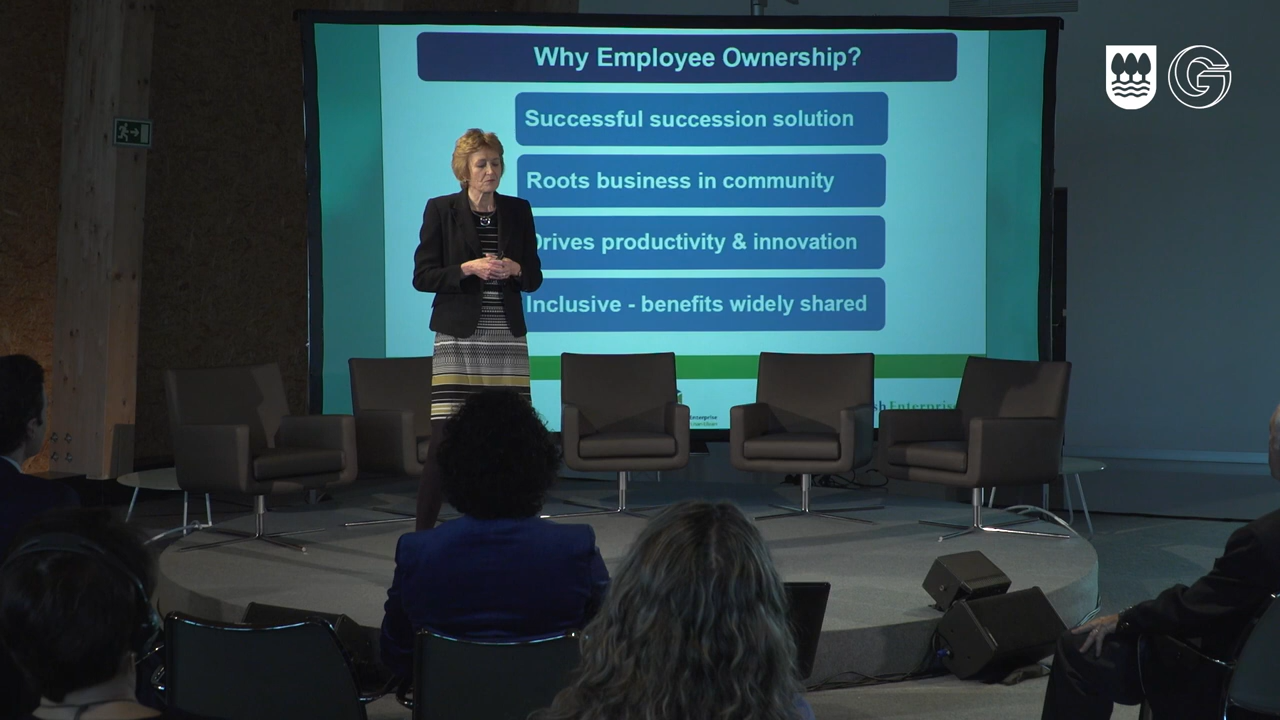 Why Employee Ownership?
Successful succession solution
Roots business in community
Drives productivity & innovation
Inclusive - benefits widely shared
G